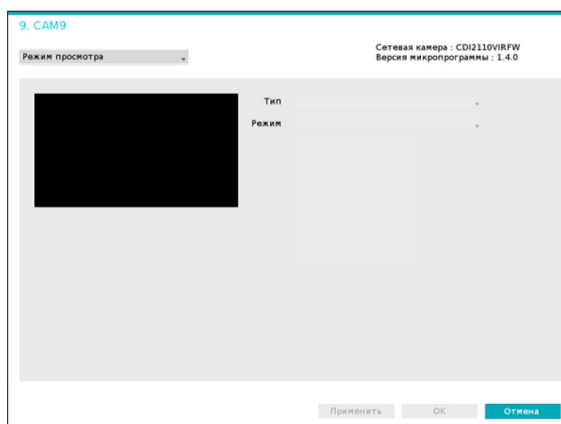 9. CAM9
Режим просмотра
Сетевая камера : CDI2110VIRFW
Версия микропрограммы : 1.4.0
Тип
Режим
Применить
OK
Отмена